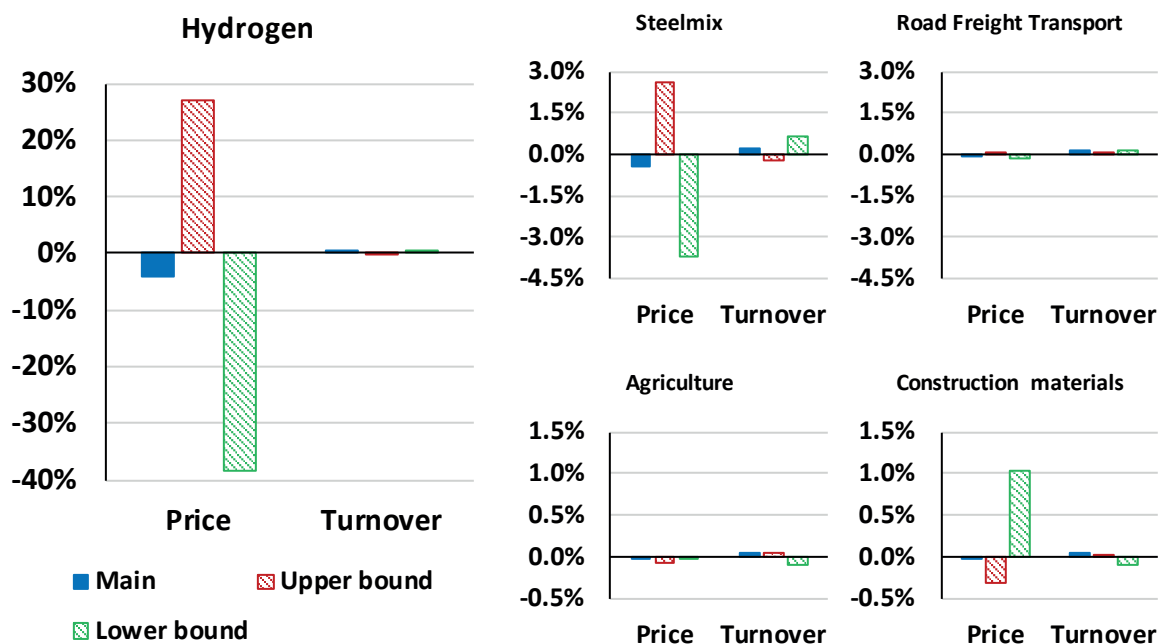 Hydrogen
30%
20%
10%
0%
-10%
-20%
-30%
-40%
Price Turnover
Main Upper bound
Lower bound
Steelmix
3.0%
1.5%
0.0%
-1.5%
-3.0%
-4.5%
Price Turnover
Road Freight Transport
3.0%
1.5%
0.0%
-1.5%
-3.0%
-4.5%
Price Turnover
Agriculture
1.5%
1.0%
0.5%
0.0%
-0.5%
Price Turnover
Construction materials
1.5%
1.0%
0.5%
0.0%
-0.5%
Price Turnover